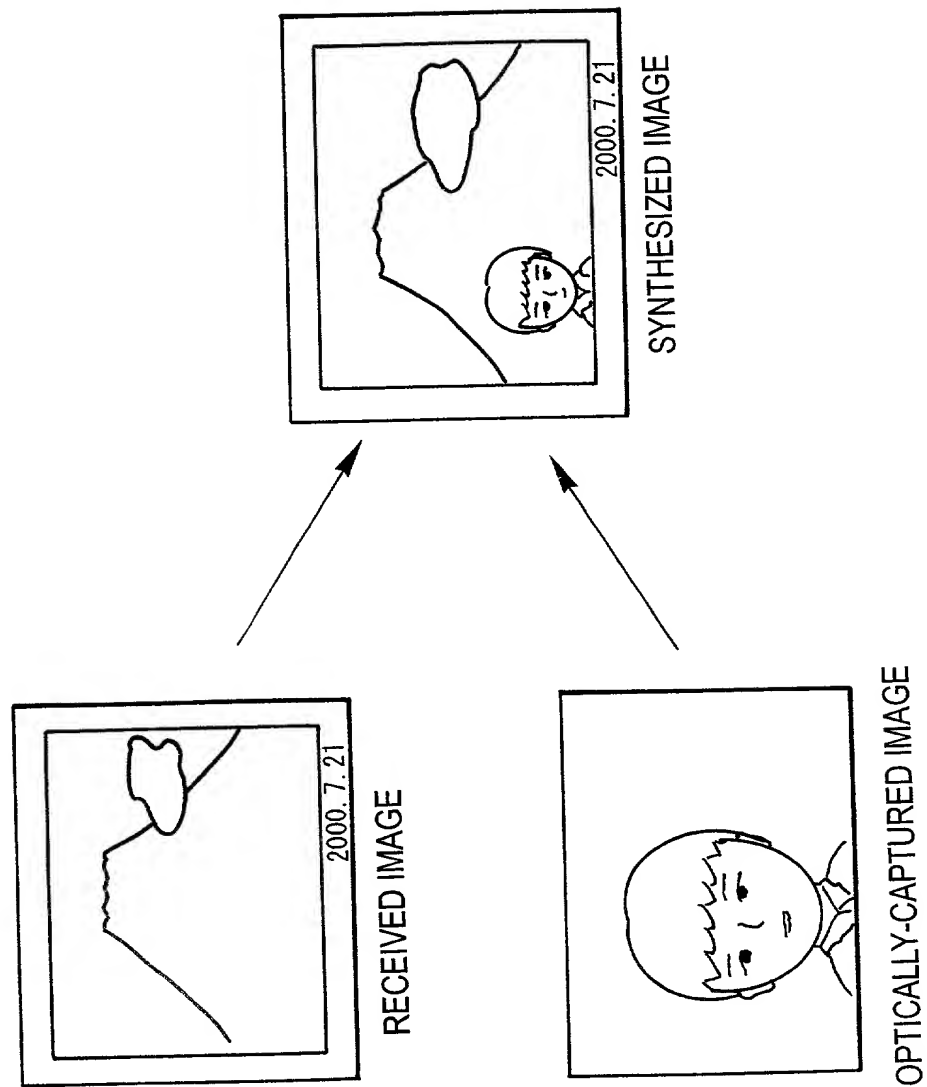 2000. 7. 21
RECEIVED IMAGE
OPTICALLY-CAPTURED IMAGE
2000. 7. 21
SYNTHESIZED IMAGE